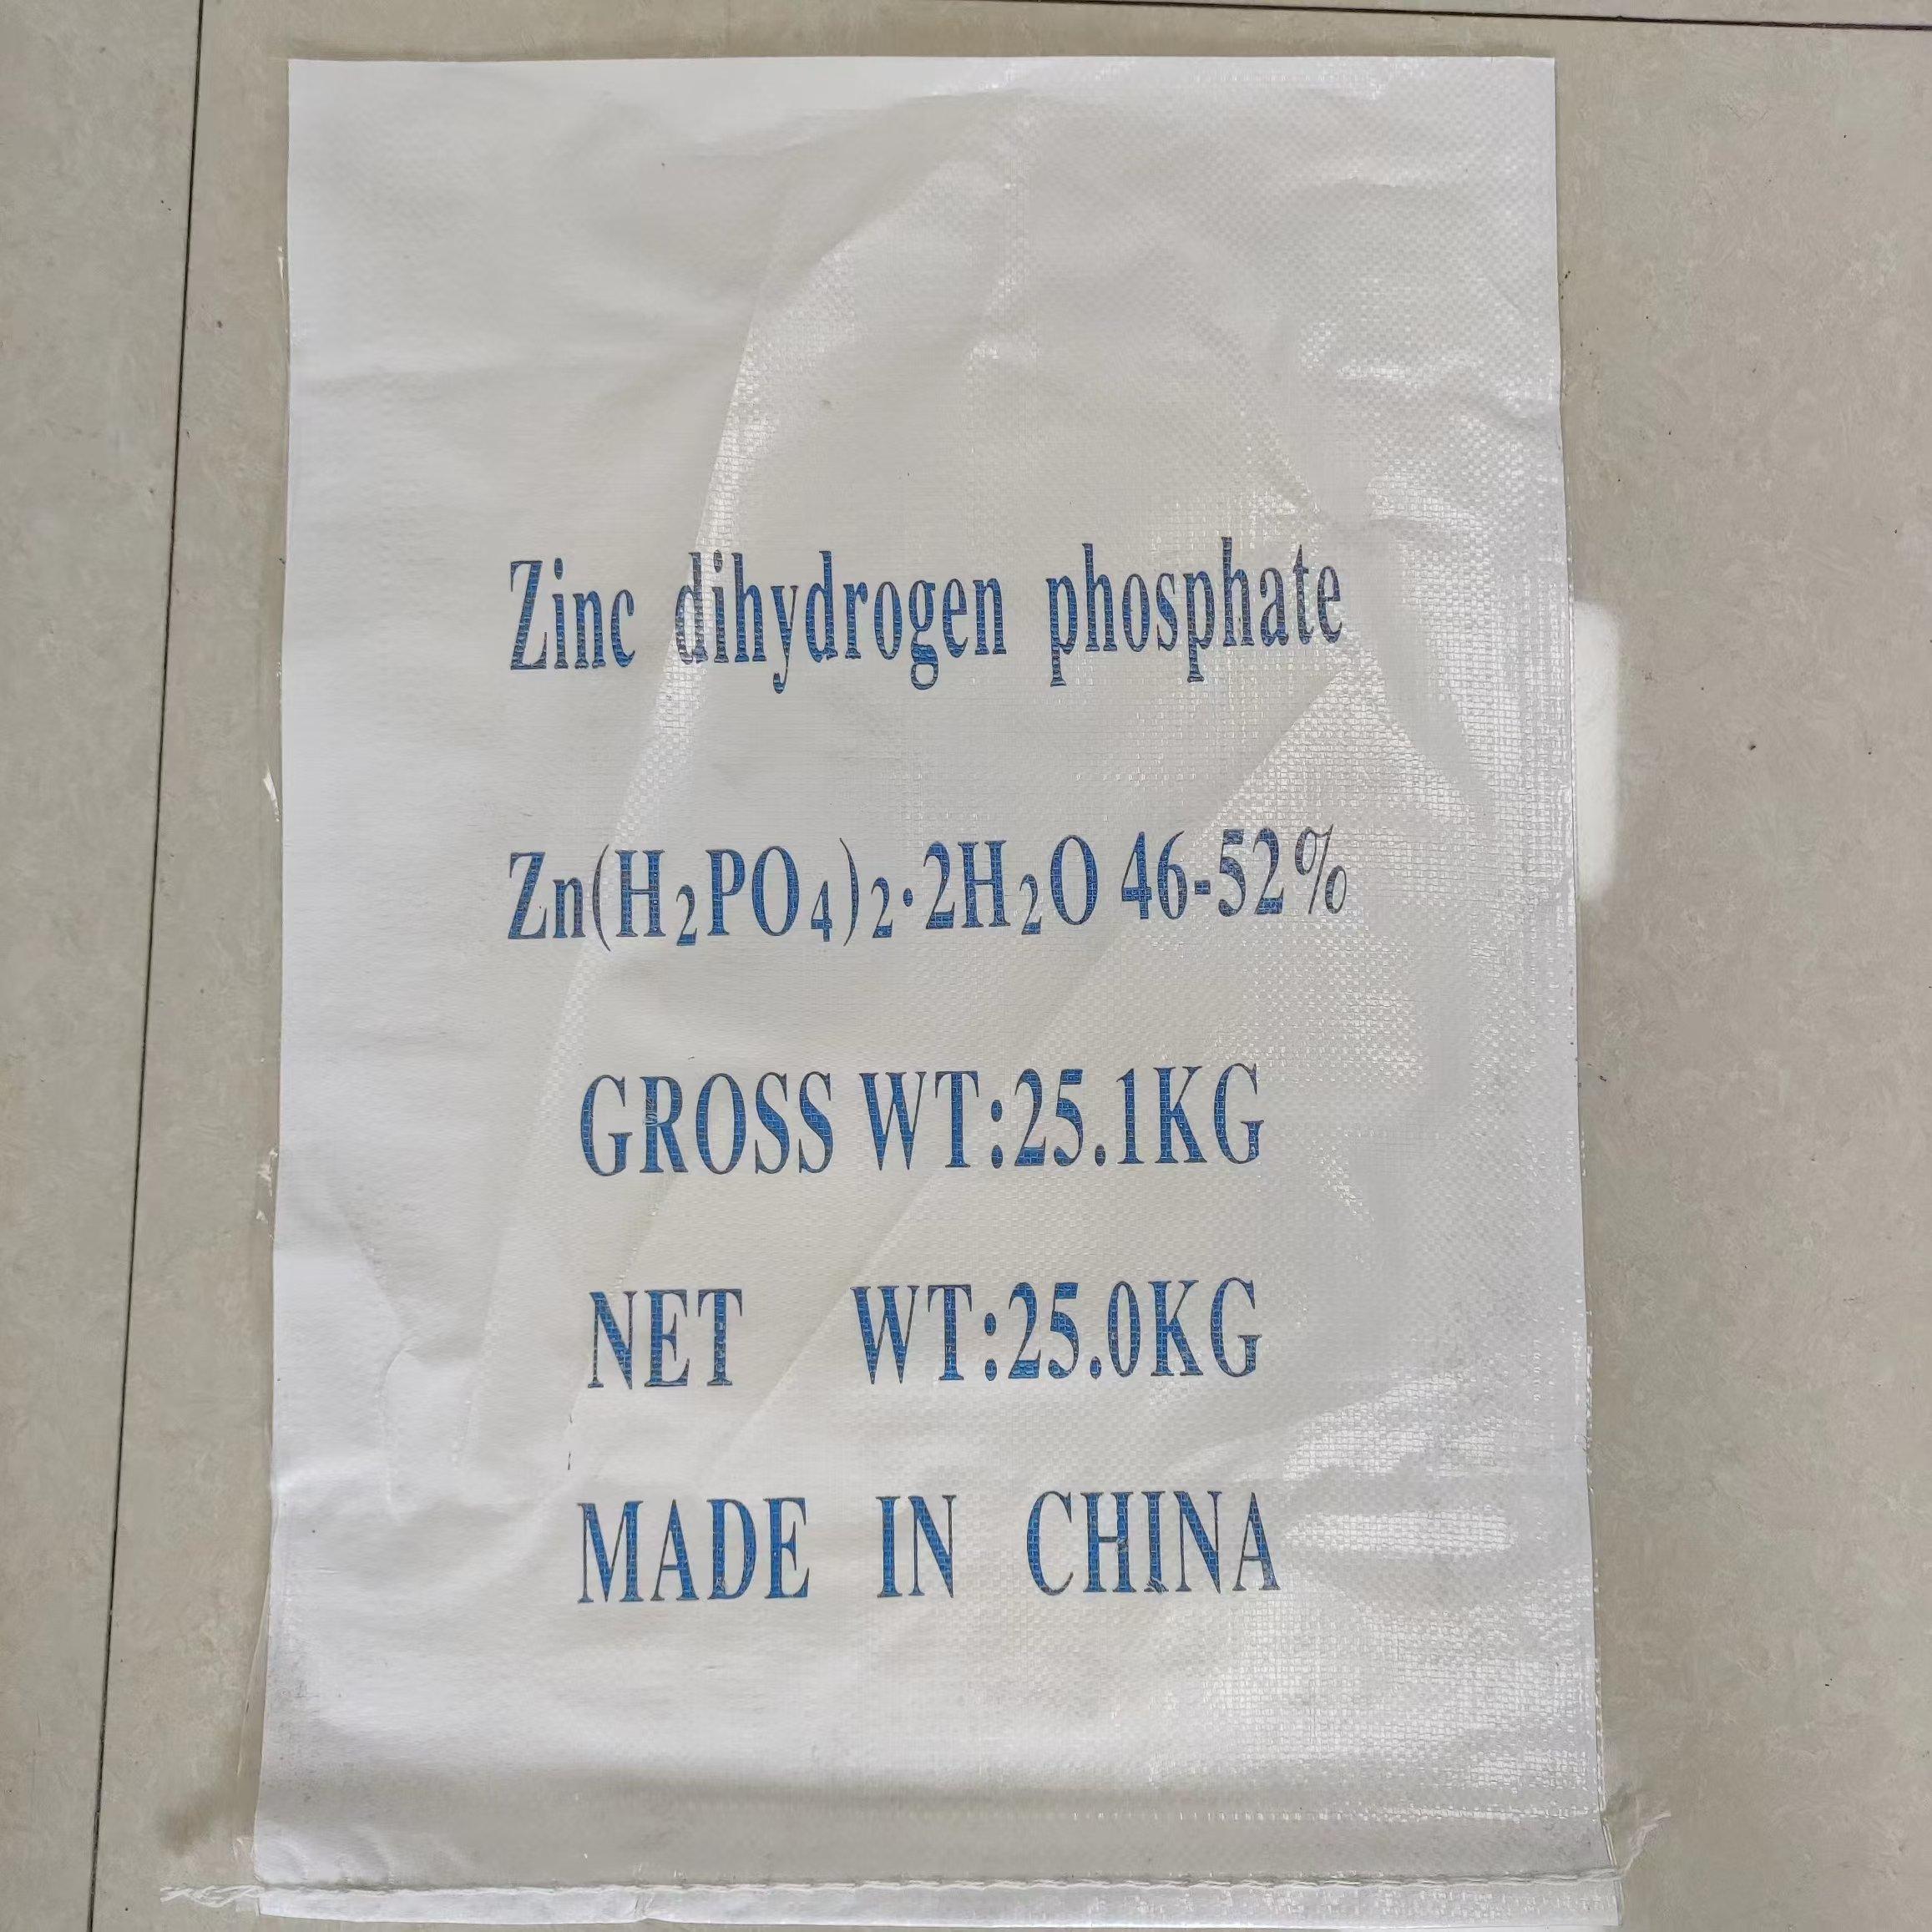 Zinc dihydrogen phosphate
Zn(H₂PO₄)₂·2H₂O 46-52%
GROSS WT:25.1KG
NET WT:25.0KG
MADE IN CHINA